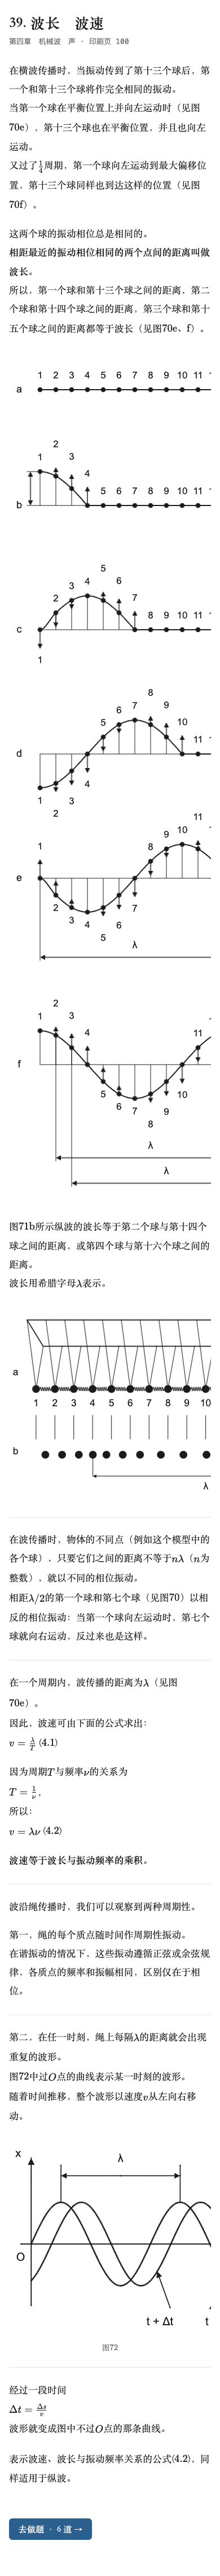 39. 波长 波速
第四章 机械波 声 · 印刷页 100
在横波传播时，当振动传到了第十三个球后，第
一个和第十三个球将作完全相同的振动。
当第一个球在平衡位置上并向左运动时（见图
70e），第十三个球也在平衡位置，并且也向左
运动。
又过了1/4周期，第一个球向左运动到最大偏移位
置，第十三个球同样也到达这样的位置（见图
70f）。
这两个球的振动相位总是相同的。
相距最近的振动相位相同的两个点间的距离叫做
波长。
所以，第一个球和第十三个球之间的距离，第二
个球和第十四个球之间的距离，第三个球和第十
五个球之间的距离都等于波长（见图70e、f）。
1 2 3 4 5 6 7 8 9 10 11
a
2
1 3
4 5 6 7 8 9 10 11
b
5
3 4 6
2 7 8 9 10 11
c
1
8
7 9
6
5 10
11
d
4
1 3
2
11
10
9
1 8
e
2 3 4 5 6 7
λ
2
1 3
4 11
f
5 6 7 8 9 10
λ
λ
图71b所示纵波的波长等于第二个球与第十四个
球之间的距离，或第四个球与第十六个球之间的
距离。
波长用希腊字母λ表示。
a
1 2 3 4 5 6 7 8 9 10
b
λ
在波传播时，物体的不同点（例如这个模型中的
各个球），只要它们之间的距离不等于nλ（n为
整数），就以不同的相位振动。
相距λ/2的第一个球和第七个球（见图70）以相
反的相位振动：当第一个球向左运动时，第七个
球就向右运动，反过来也是这样。
在一个周期内，波传播的距离为λ（见图
70e）。
因此，波速可由下面的公式求出：
v = λ/T (4.1)
因为周期T与频率ν的关系为
T = 1/ν，
所以：
v = λν (4.2)
波速等于波长与振动频率的乘积。
波沿绳传播时，我们可以观察到两种周期性。
第一，绳的每个质点随时间作周期性振动。
在谐振动的情况下，这些振动遵循正弦或余弦规
律，各质点的频率和振幅相同，区别仅在于相
位。
第二，在任一时刻，绳上每隔λ的距离就会出现
重复的波形。
图72中过O点的曲线表示某一时刻的波形。
随着时间推移，整个波形以速度v从左向右移
动。
x
λ
O
t + Δt t
图72
经过一段时间
Δt = Δs/v
波形就变成图中不过O点的那条曲线。
表示波速、波长与振动频率关系的公式(4.2)，同
样适用于纵波。
去做题 · 6 道 →